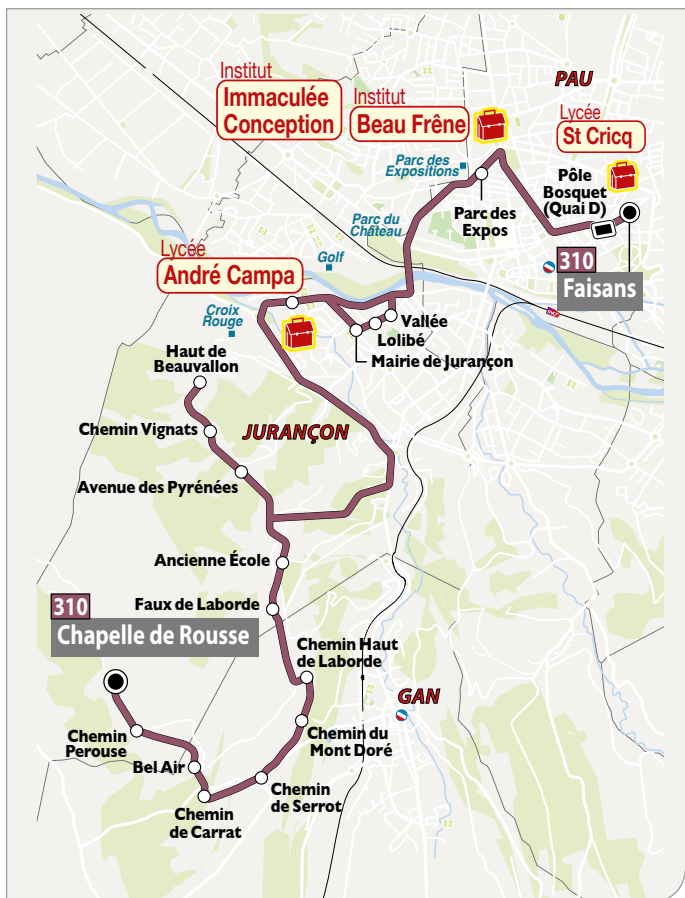 PAU
Institut
Immaculée
Conception
Institut
Beau Frêne
Lycée
St Cricq
Parc des
Expositions
Pôle
Bosquet
(Quai D)
Parc des
Expos
Parc du
Château
310
Faisans
Golf
Lycée
André Campa
Croix
Rouge
Vallée
Lolibé
Mairie de Jurançon
Haut de
Beauvallon
Chemin Vignats
JURANÇON
Avenue des Pyrénées
Ancienne École
Faux de Laborde
310
Chapelle de Rousse
Chemin Haut
de Laborde
GAN
Chemin
Perouse
Chemin du
Mont Doré
Bel Air
Chemin
de Serrot
Chemin
de Carrat